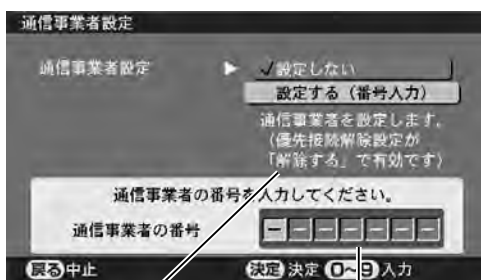 通信事業者設定
通信事業者設定 ▶ ✓設定しない
設定する（番号入力）
通信事業者を設定します。
（優先接続解除設定が
「解除する」で有効です）
通信事業者の番号を入力してください。
通信事業者の番号 － － － － － － －
戻る 中止 決定 決定 0～9 入力